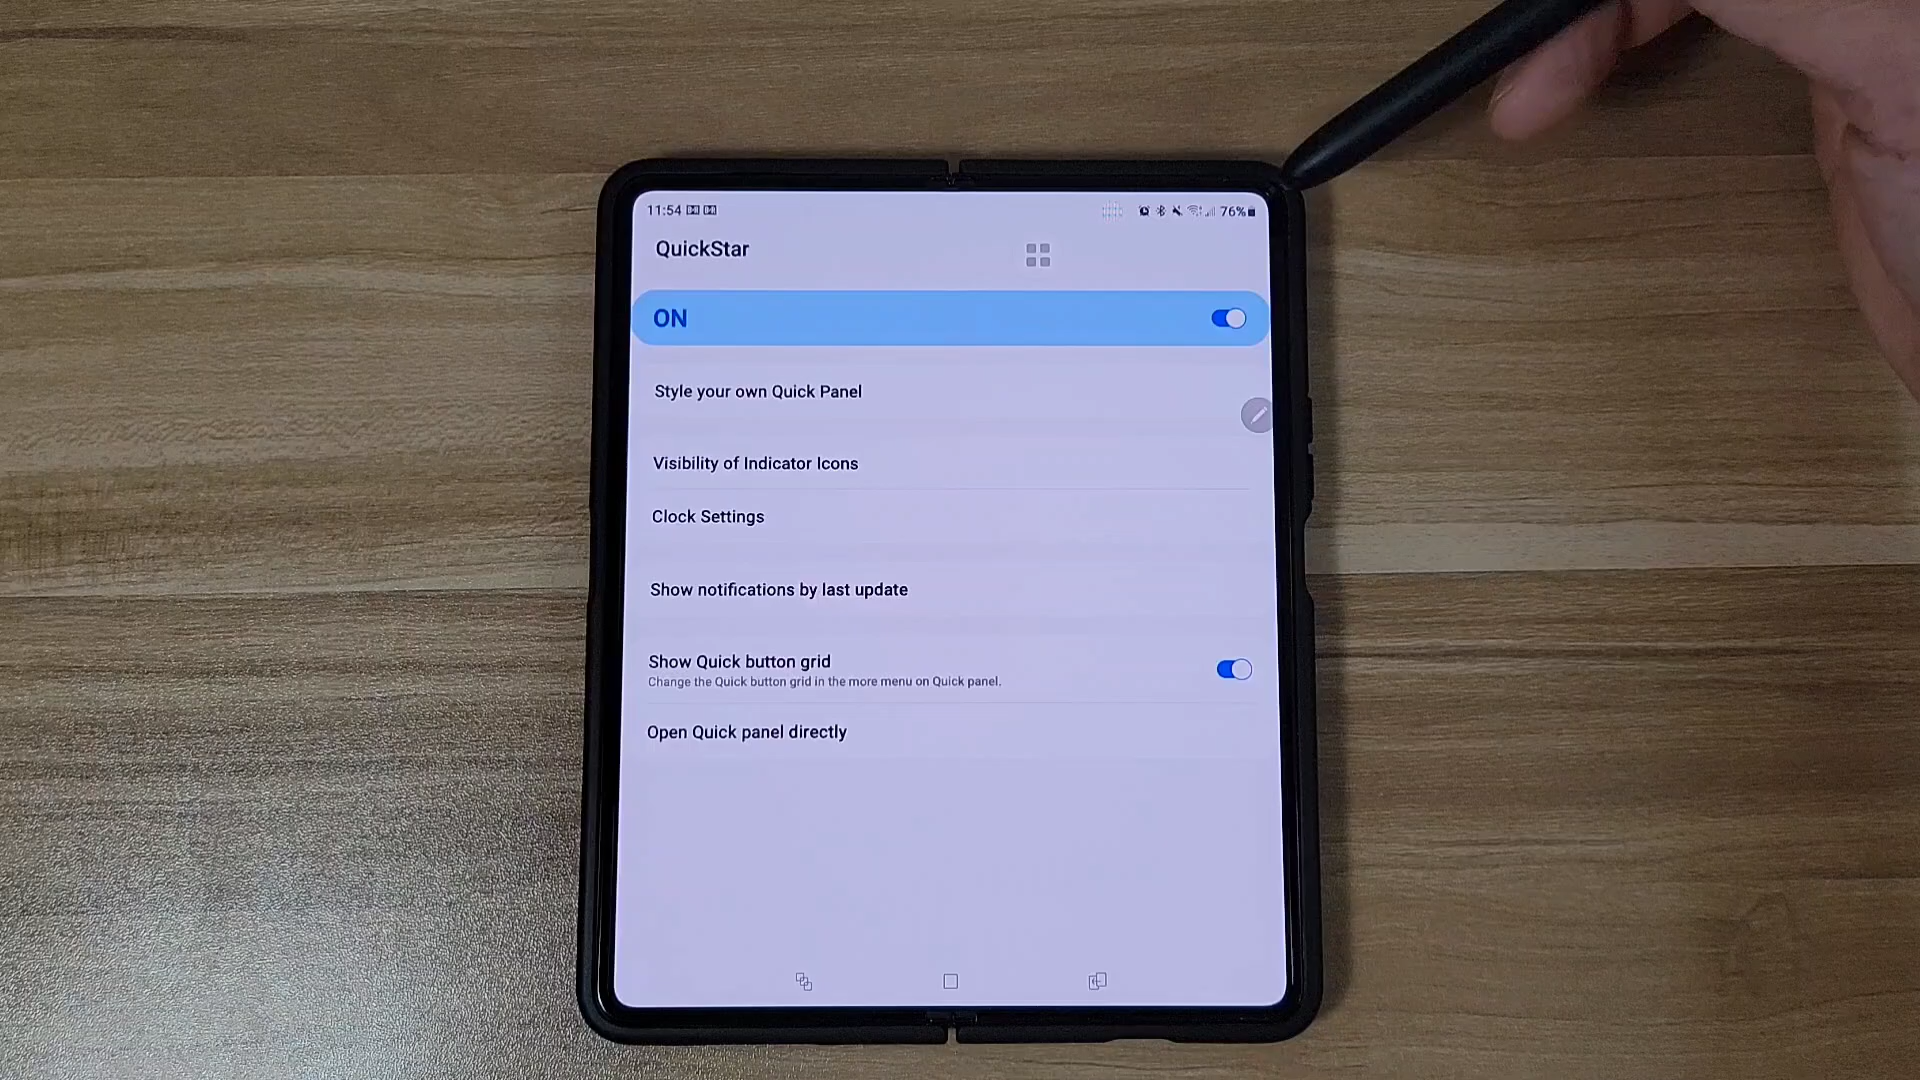 11:54
76%
QuickStar
ON
Style your own Quick Panel
Visibility of Indicator Icons
Clock Settings
Show notifications by last update
Show Quick button grid
Change the Quick button grid in the more menu on Quick panel.
Open Quick panel directly